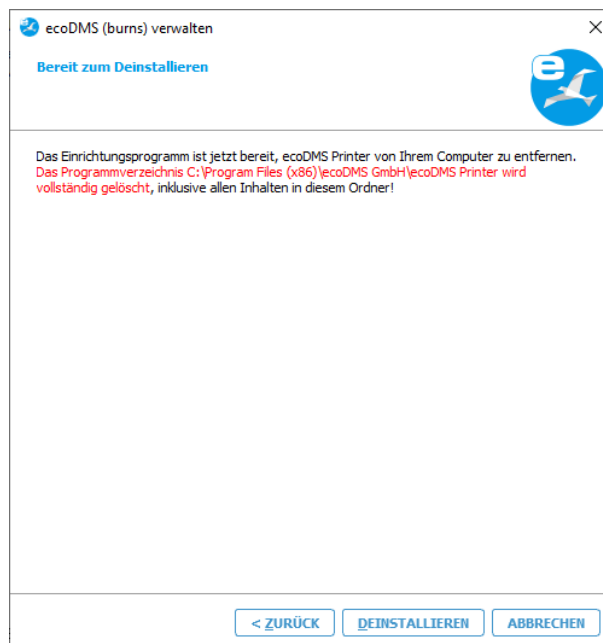 ecoDMS (burns) verwalten
Bereit zum Deinstallieren
e
Das Einrichtungsprogramm ist jetzt bereit, ecoDMS Printer von Ihrem Computer zu entfernen.
Das Programmverzeichnis C:\Program Files (x86)\ecoDMS GmbH\ecoDMS Printer wird
vollständig gelöscht, inklusive allen Inhalten in diesem Ordner!
< ZURÜCK
DEINSTALLIEREN
ABBRECHEN